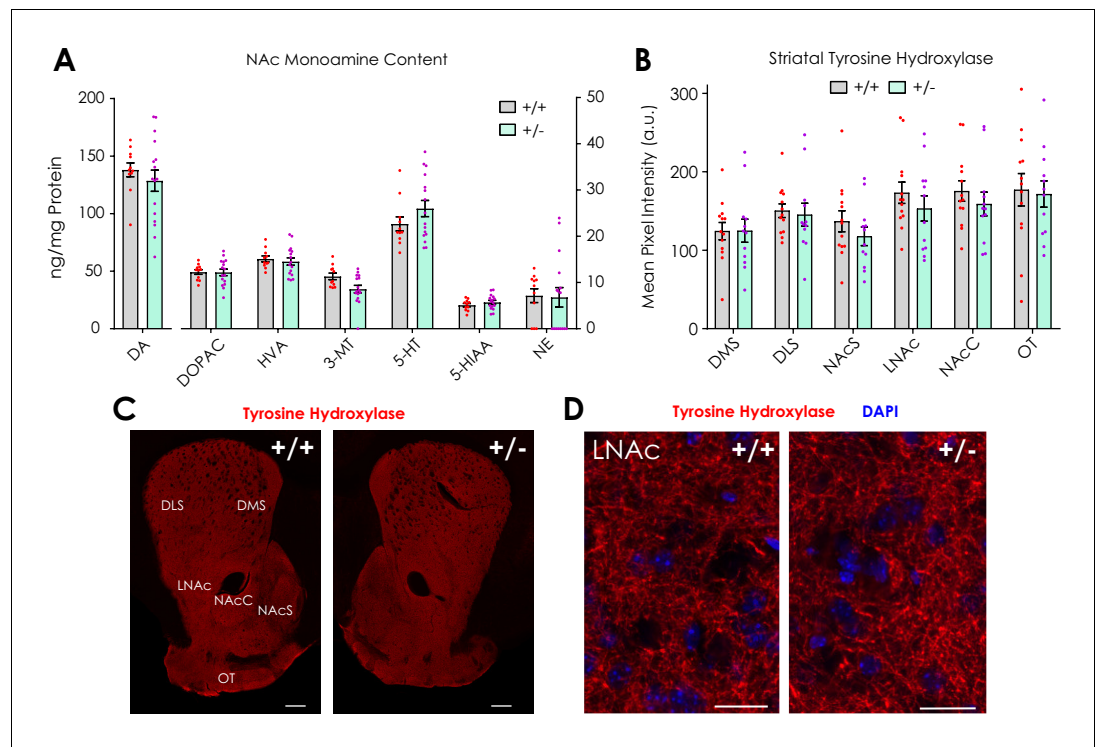 A
NAc Monoamine Content
ng/mg Protein
200
150
100
50
0
+/+
+/-
50
40
30
20
10
0
DA
DOPAC
HVA
3-MT
5-HT
5-HIAA
NE
B
Striatal Tyrosine Hydroxylase
+/+ +/-
Mean Pixel Intensity (a.u.)
300
200
100
0
DMS
DLS
NAcS
LNAc
NAcC
OT
C
Tyrosine Hydroxylase
+/+
DLS DMS
LNAc
NAcC
NAcS
OT
+/-
D
Tyrosine Hydroxylase DAPI
LNAc +/+
+/-